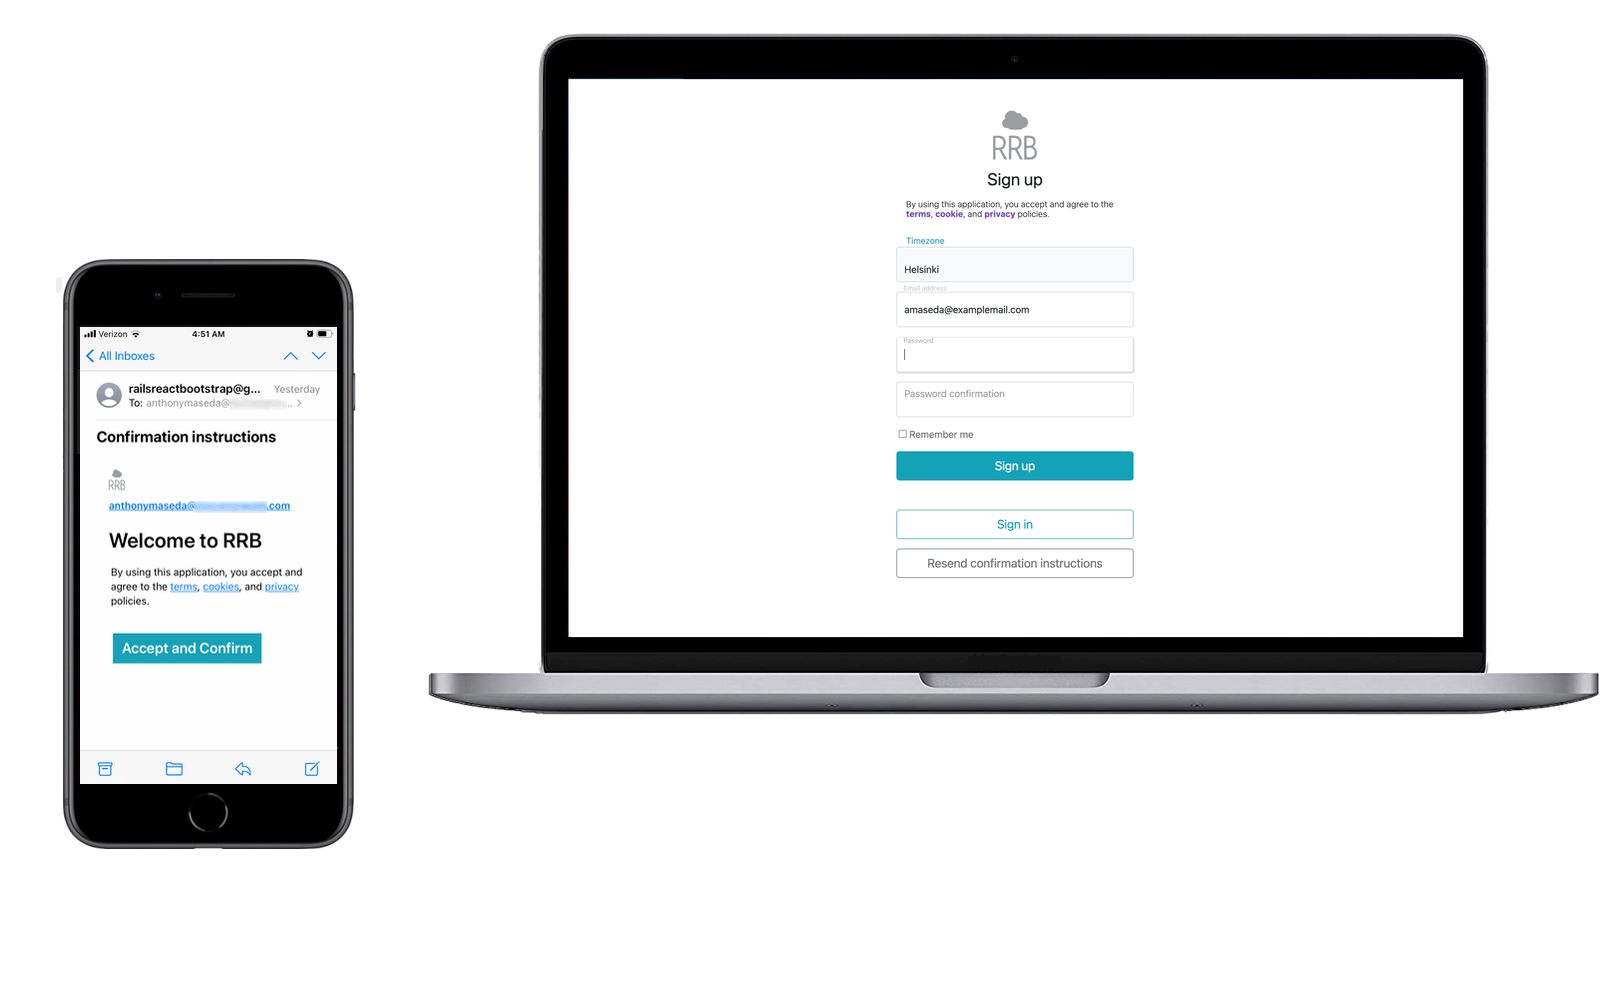 Verizon
4:51 AM
All Inboxes
railsreactbootstrap@g...
Yesterday
To: anthonymaseda@ ..
Confirmation instructions
RRB
anthonymaseda@ .com
Welcome to RRB
By using this application, you accept and
agree to the terms, cookies, and privacy
policies.
Accept and Confirm
RRB
Sign up
By using this application, you accept and agree to the
terms, cookie, and privacy policies.
Timezone
Helsinki
Email address
amaseda@examplemail.com
Password
Password confirmation
Remember me
Sign up
Sign in
Resend confirmation instructions